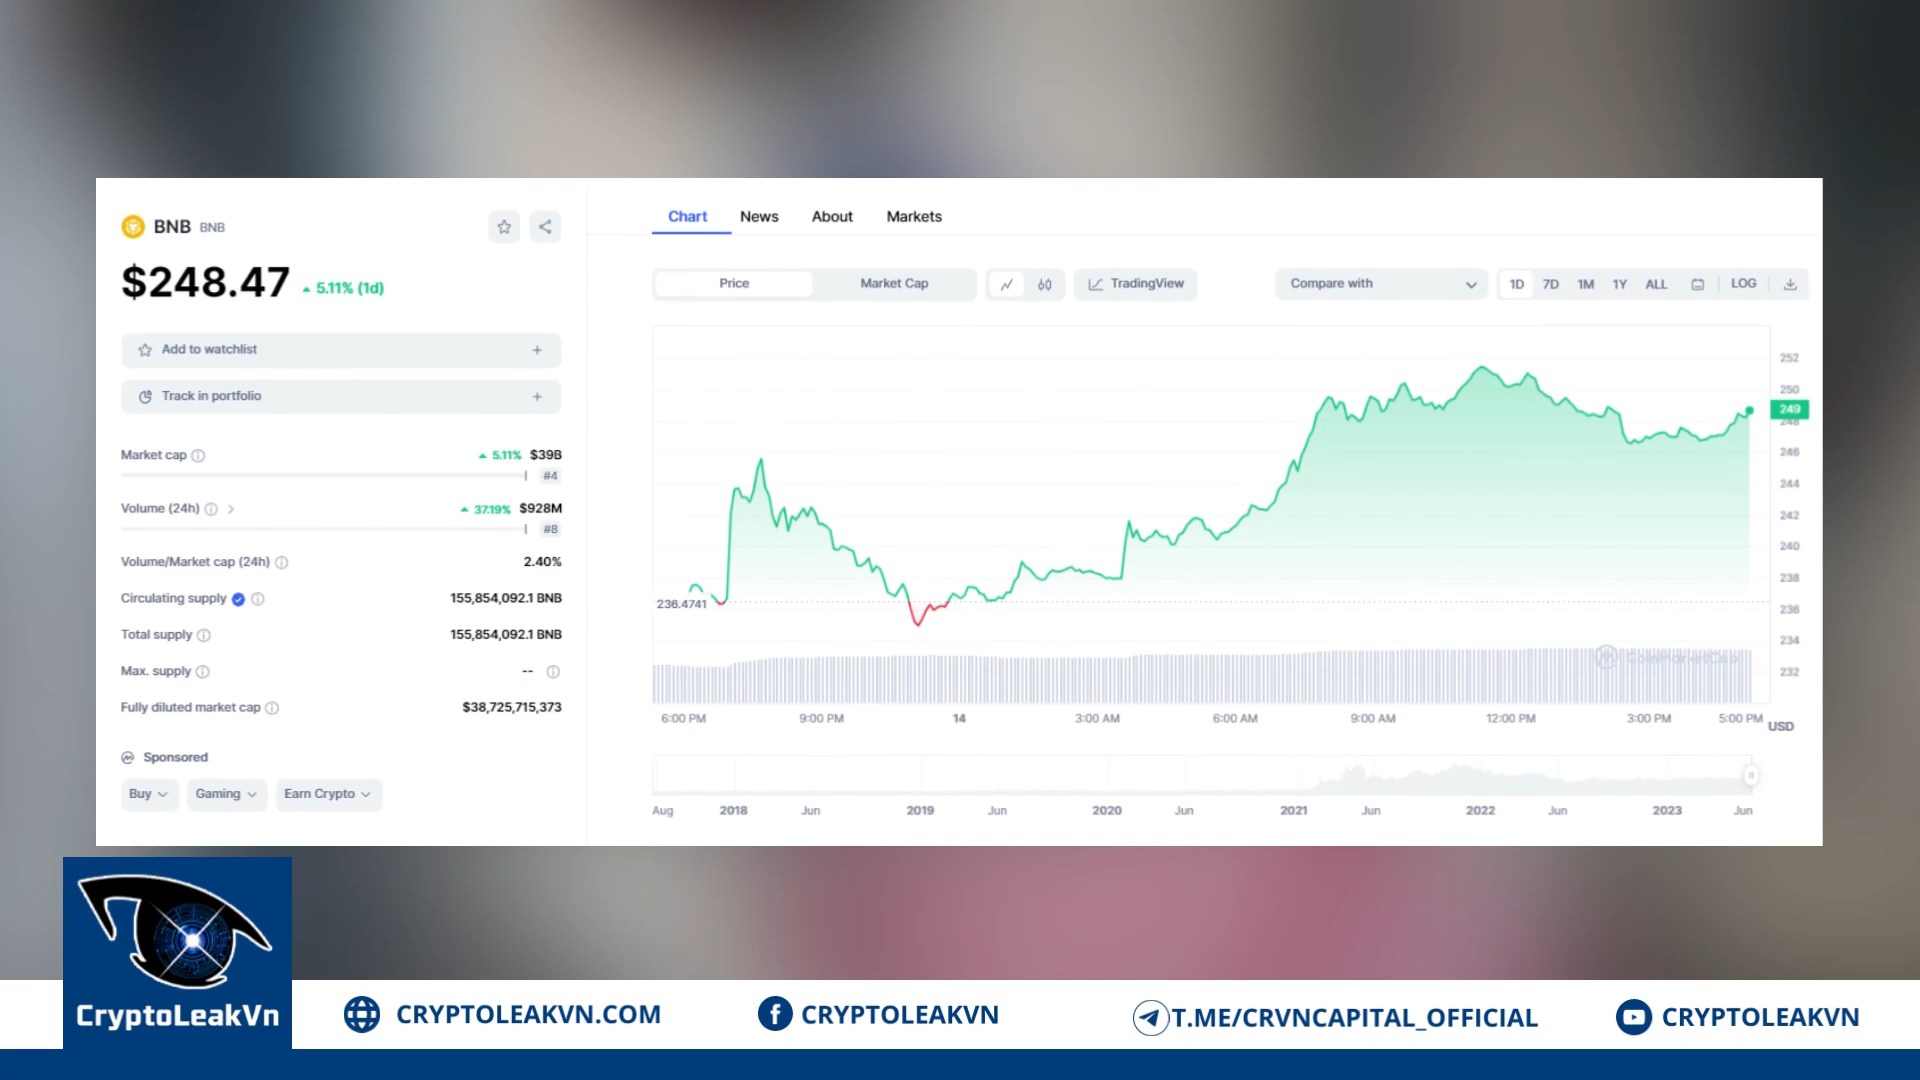 BNB BNB
$248.47 5.11% (1d)
Add to watchlist
Track in portfolio
Market cap 5.11% $39B
#4
Volume (24h) 37.19% $928M
#8
Volume/Market cap (24h) 2.40%
Circulating supply 155,854,092.1 BNB
Total supply 155,854,092.1 BNB
Max. supply --
Fully diluted market cap $38,725,715,373
Sponsored
Buy Gaming Earn Crypto
Chart News About Markets
Price Market Cap TradingView Compare with 1D 7D 1M 1Y ALL LOG
252
250
249
248
246
244
242
240
238
236.4741
236
234
CoinMarketCap
232
6:00 PM 9:00 PM 14 3:00 AM 6:00 AM 9:00 AM 12:00 PM 3:00 PM 5:00 PM USD
Aug 2018 Jun 2019 Jun 2020 Jun 2021 Jun 2022 Jun 2023 Jun
CryptoLeakVn
CRYPTOLEAKVN.COM CRYPTOLEAKVN T.ME/CRVNCAPITAL_OFFICIAL CRYPTOLEAKVN